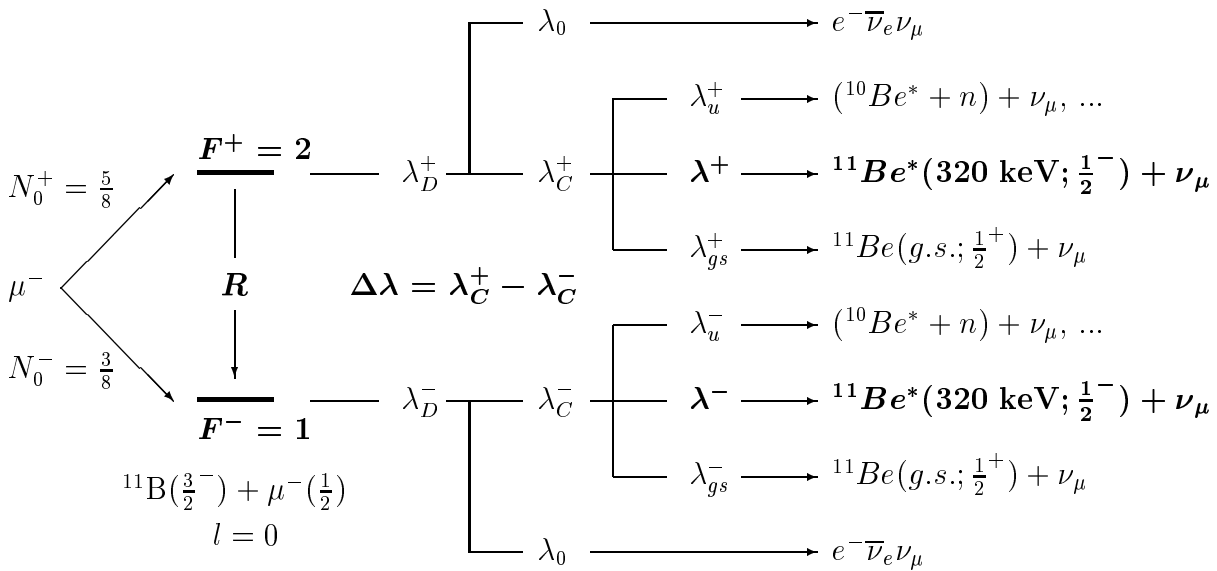 λ₀ e⁻ν̅ₑν_μ
λ_u⁺ (¹⁰Be* + n) + ν_μ, ...
F⁺ = 2 λ_D⁺ λ_C⁺ λ⁺ ¹¹Be*(320 keV; ½⁻) + ν_μ
N₀⁺ = 5/8
λ_gs⁺ ¹¹Be(g.s.; ½⁺) + ν_μ
μ⁻ R Δλ = λ_C⁺ − λ_C⁻
λ_u⁻ (¹⁰Be* + n) + ν_μ, ...
N₀⁻ = 3/8
λ_D⁻ λ_C⁻ λ⁻ ¹¹Be*(320 keV; ½⁻) + ν_μ
F⁻ = 1
¹¹B(3/2⁻) + μ⁻(½) λ_gs⁻ ¹¹Be(g.s.; ½⁺) + ν_μ
l = 0
λ₀ e⁻ν̅ₑν_μ